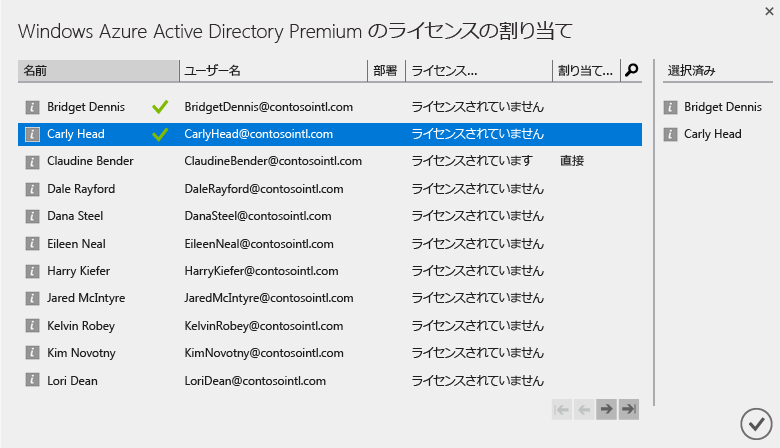 Windows Azure Active Directory Premium のライセンスの割り当て
名前 ユーザー名 部署 ライセンス... 割り当て... 選択済み
Bridget Dennis BridgetDennis@contosointl.com ライセンスされていません Bridget Dennis
Carly Head CarlyHead@contosointl.com ライセンスされていません Carly Head
Claudine Bender ClaudineBender@contosointl.com ライセンスされています 直接
Dale Rayford DaleRayford@contosointl.com ライセンスされていません
Dana Steel DanaSteel@contosointl.com ライセンスされていません
Eileen Neal EileenNeal@contosointl.com ライセンスされていません
Harry Kiefer HarryKiefer@contosointl.com ライセンスされていません
Jared McIntyre JaredMcIntyre@contosointl.com ライセンスされていません
Kelvin Robey KelvinRobey@contosointl.com ライセンスされていません
Kim Novotny KimNovotny@contosointl.com ライセンスされていません
Lori Dean LoriDean@contosointl.com ライセンスされていません